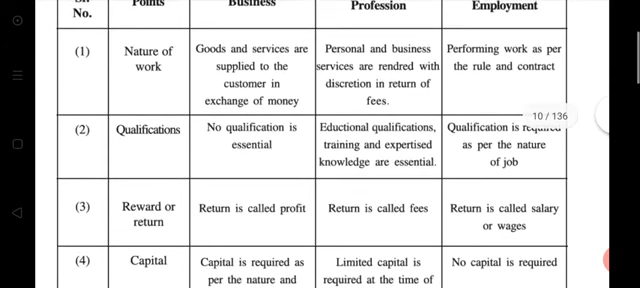 No.
Points
Business
Profession
Employment
(1)
Nature of
work
Goods and services are
supplied to the
customer in
exchange of money
Personal and business
services are rendred with
discretion in return of
fees.
Performing work as per
the rule and contract
10 / 136
(2)
Qualifications
No qualification is
essential
Eductional qualifications,
training and expertised
knowledge are essential.
Qualification is required
as per the nature
of job
(3)
Reward or
return
Return is called profit
Return is called fees
Return is called salary
or wages
(4)
Capital
Capital is required as
per the nature and
Limited capital is
required at the time of
No capital is required